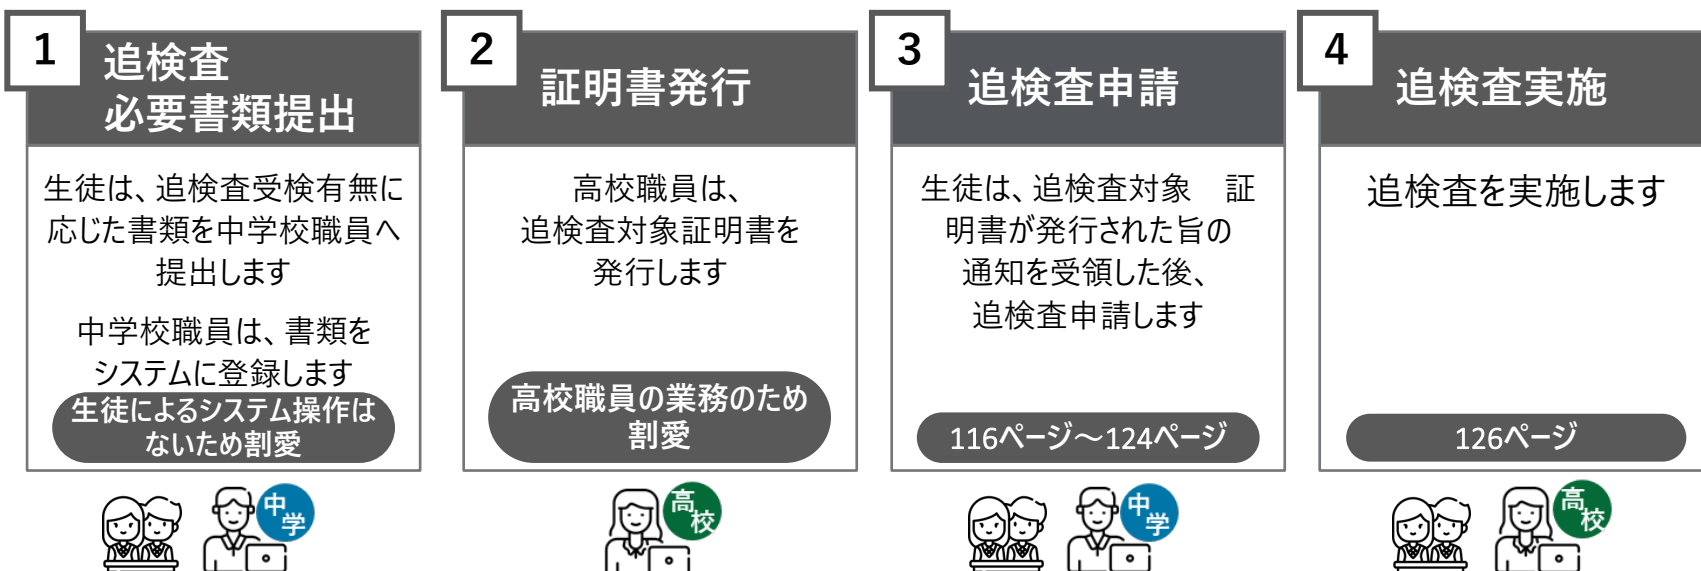 1
追検査
必要書類提出
生徒は、追検査受検有無に
応じた書類を中学校職員へ
提出します
中学校職員は、書類を
システムに登録します
生徒によるシステム操作は
ないため割愛
中学
2
証明書発行
高校職員は、
追検査対象証明書を
発行します
高校職員の業務のため
割愛
高校
3
追検査申請
生徒は、追検査対象　証
明書が発行された旨の
通知を受領した後、
追検査申請します
116ページ～124ページ
中学
4
追検査実施
追検査を実施します
126ページ
高校